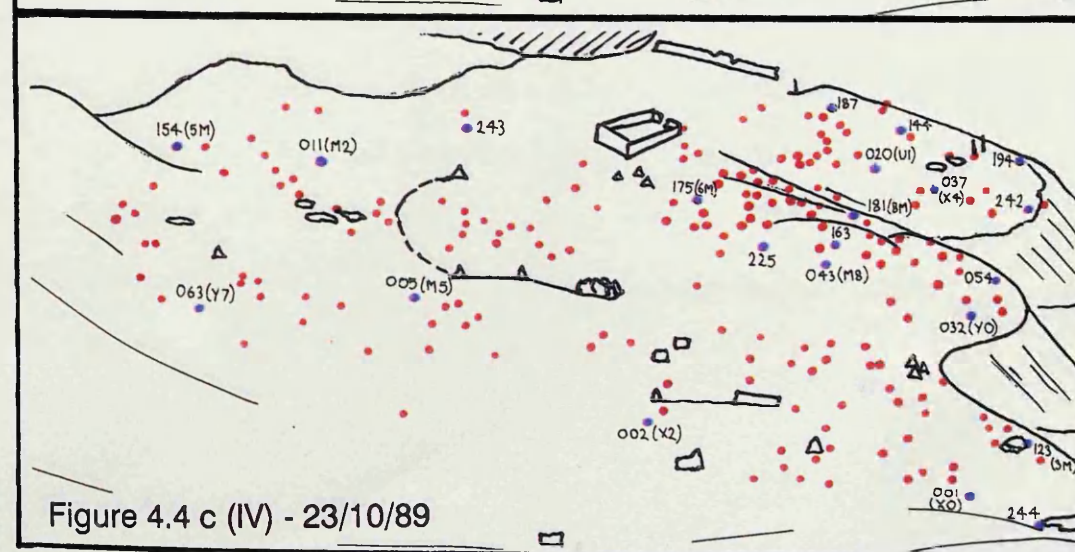 187
154(5M)
243
144
011(M2)
020(U1)
194
037
(X4)
175(6M)
181(8M)
242
163
225
043(M8)
054
063(Y7)
005(M5)
032(Y0)
002(X2)
123
(3M)
001
(X0)
244
Figure 4.4 c (IV) - 23/10/89